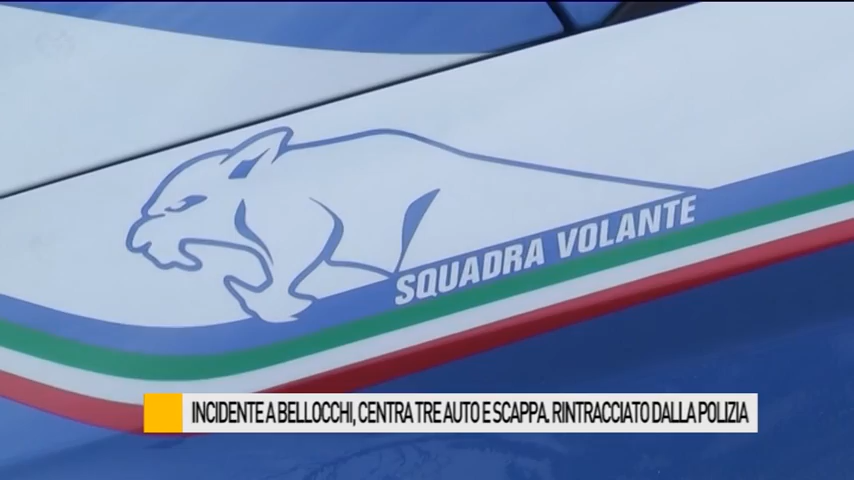 SQUADRA VOLANTE
INCIDENTE A BELLOCCHI, CENTRA TRE AUTO E SCAPPA. RINTRACCIATO DALLA POLIZIA